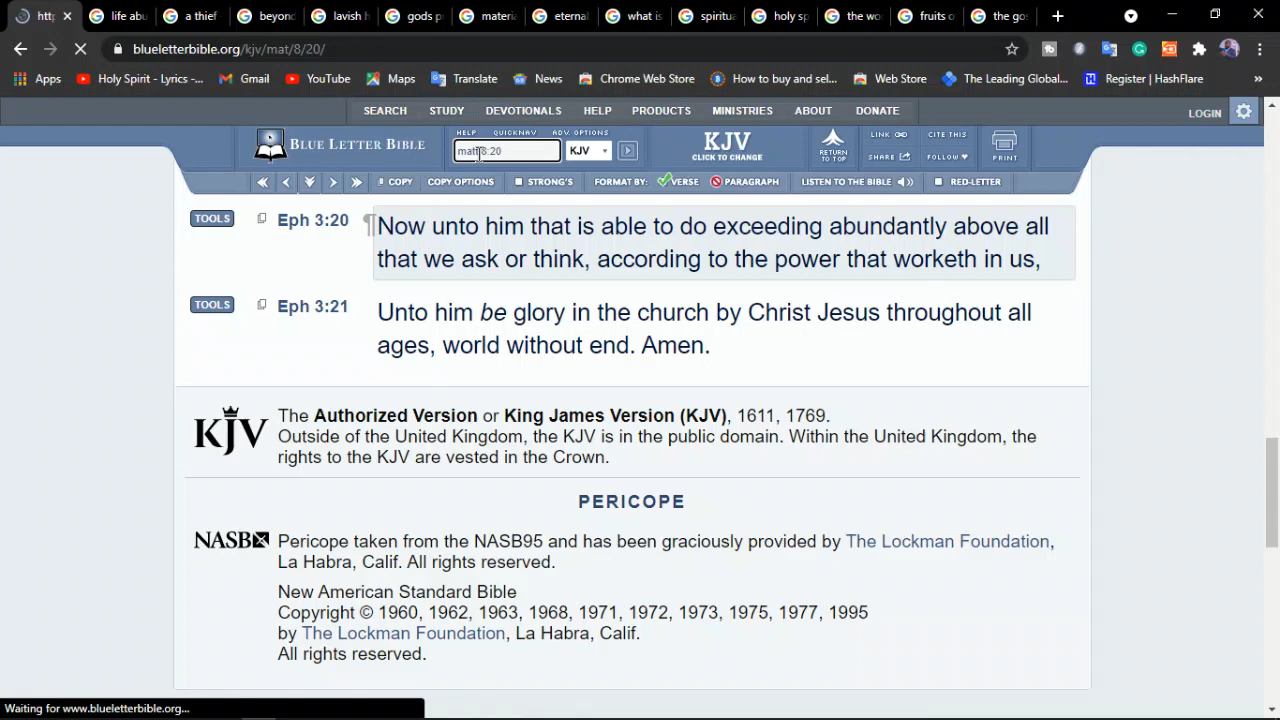 htt
life abu
a thief
beyond
lavish h
gods p
materia
eternal
what is
spiritua
holy sp
the wo
fruits o
the gos
blueletterbible.org/kjv/mat/8/20/
Apps
Holy Spirit - Lyrics -...
Gmail
YouTube
Maps
Translate
News
Chrome Web Store
How to buy and sel...
Web Store
The Leading Global...
Register | HashFlare
»
SEARCH STUDY DEVOTIONALS HELP PRODUCTS MINISTRIES ABOUT DONATE
LOGIN
BLUE LETTER BIBLE
HELP QUICKNAV ADV. OPTIONS
mat 8:20
KJV
KJV
CLICK TO CHANGE
RETURN
TO TOP
LINK
CITE THIS
SHARE
FOLLOW
PRINT
COPY COPY OPTIONS STRONG'S FORMAT BY: VERSE PARAGRAPH LISTEN TO THE BIBLE RED-LETTER
TOOLS Eph 3:20 ¶Now unto him that is able to do exceeding abundantly above all
that we ask or think, according to the power that worketh in us,
TOOLS Eph 3:21 Unto him be glory in the church by Christ Jesus throughout all
ages, world without end. Amen.
KJV
The Authorized Version or King James Version (KJV), 1611, 1769.
Outside of the United Kingdom, the KJV is in the public domain. Within the United Kingdom, the
rights to the KJV are vested in the Crown.
PERICOPE
NASB
Pericope taken from the NASB95 and has been graciously provided by The Lockman Foundation,
La Habra, Calif. All rights reserved.
New American Standard Bible
Copyright © 1960, 1962, 1963, 1968, 1971, 1972, 1973, 1975, 1977, 1995
by The Lockman Foundation, La Habra, Calif.
All rights reserved.
Waiting for www.blueletterbible.org...